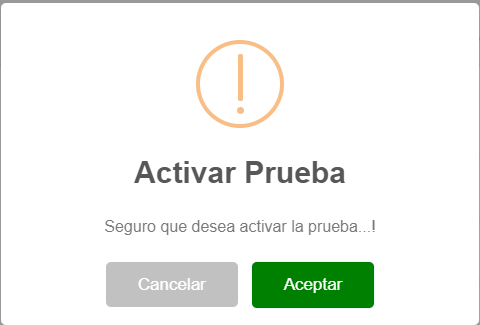 Activar Prueba
Seguro que desea activar la prueba...!
Cancelar
Aceptar